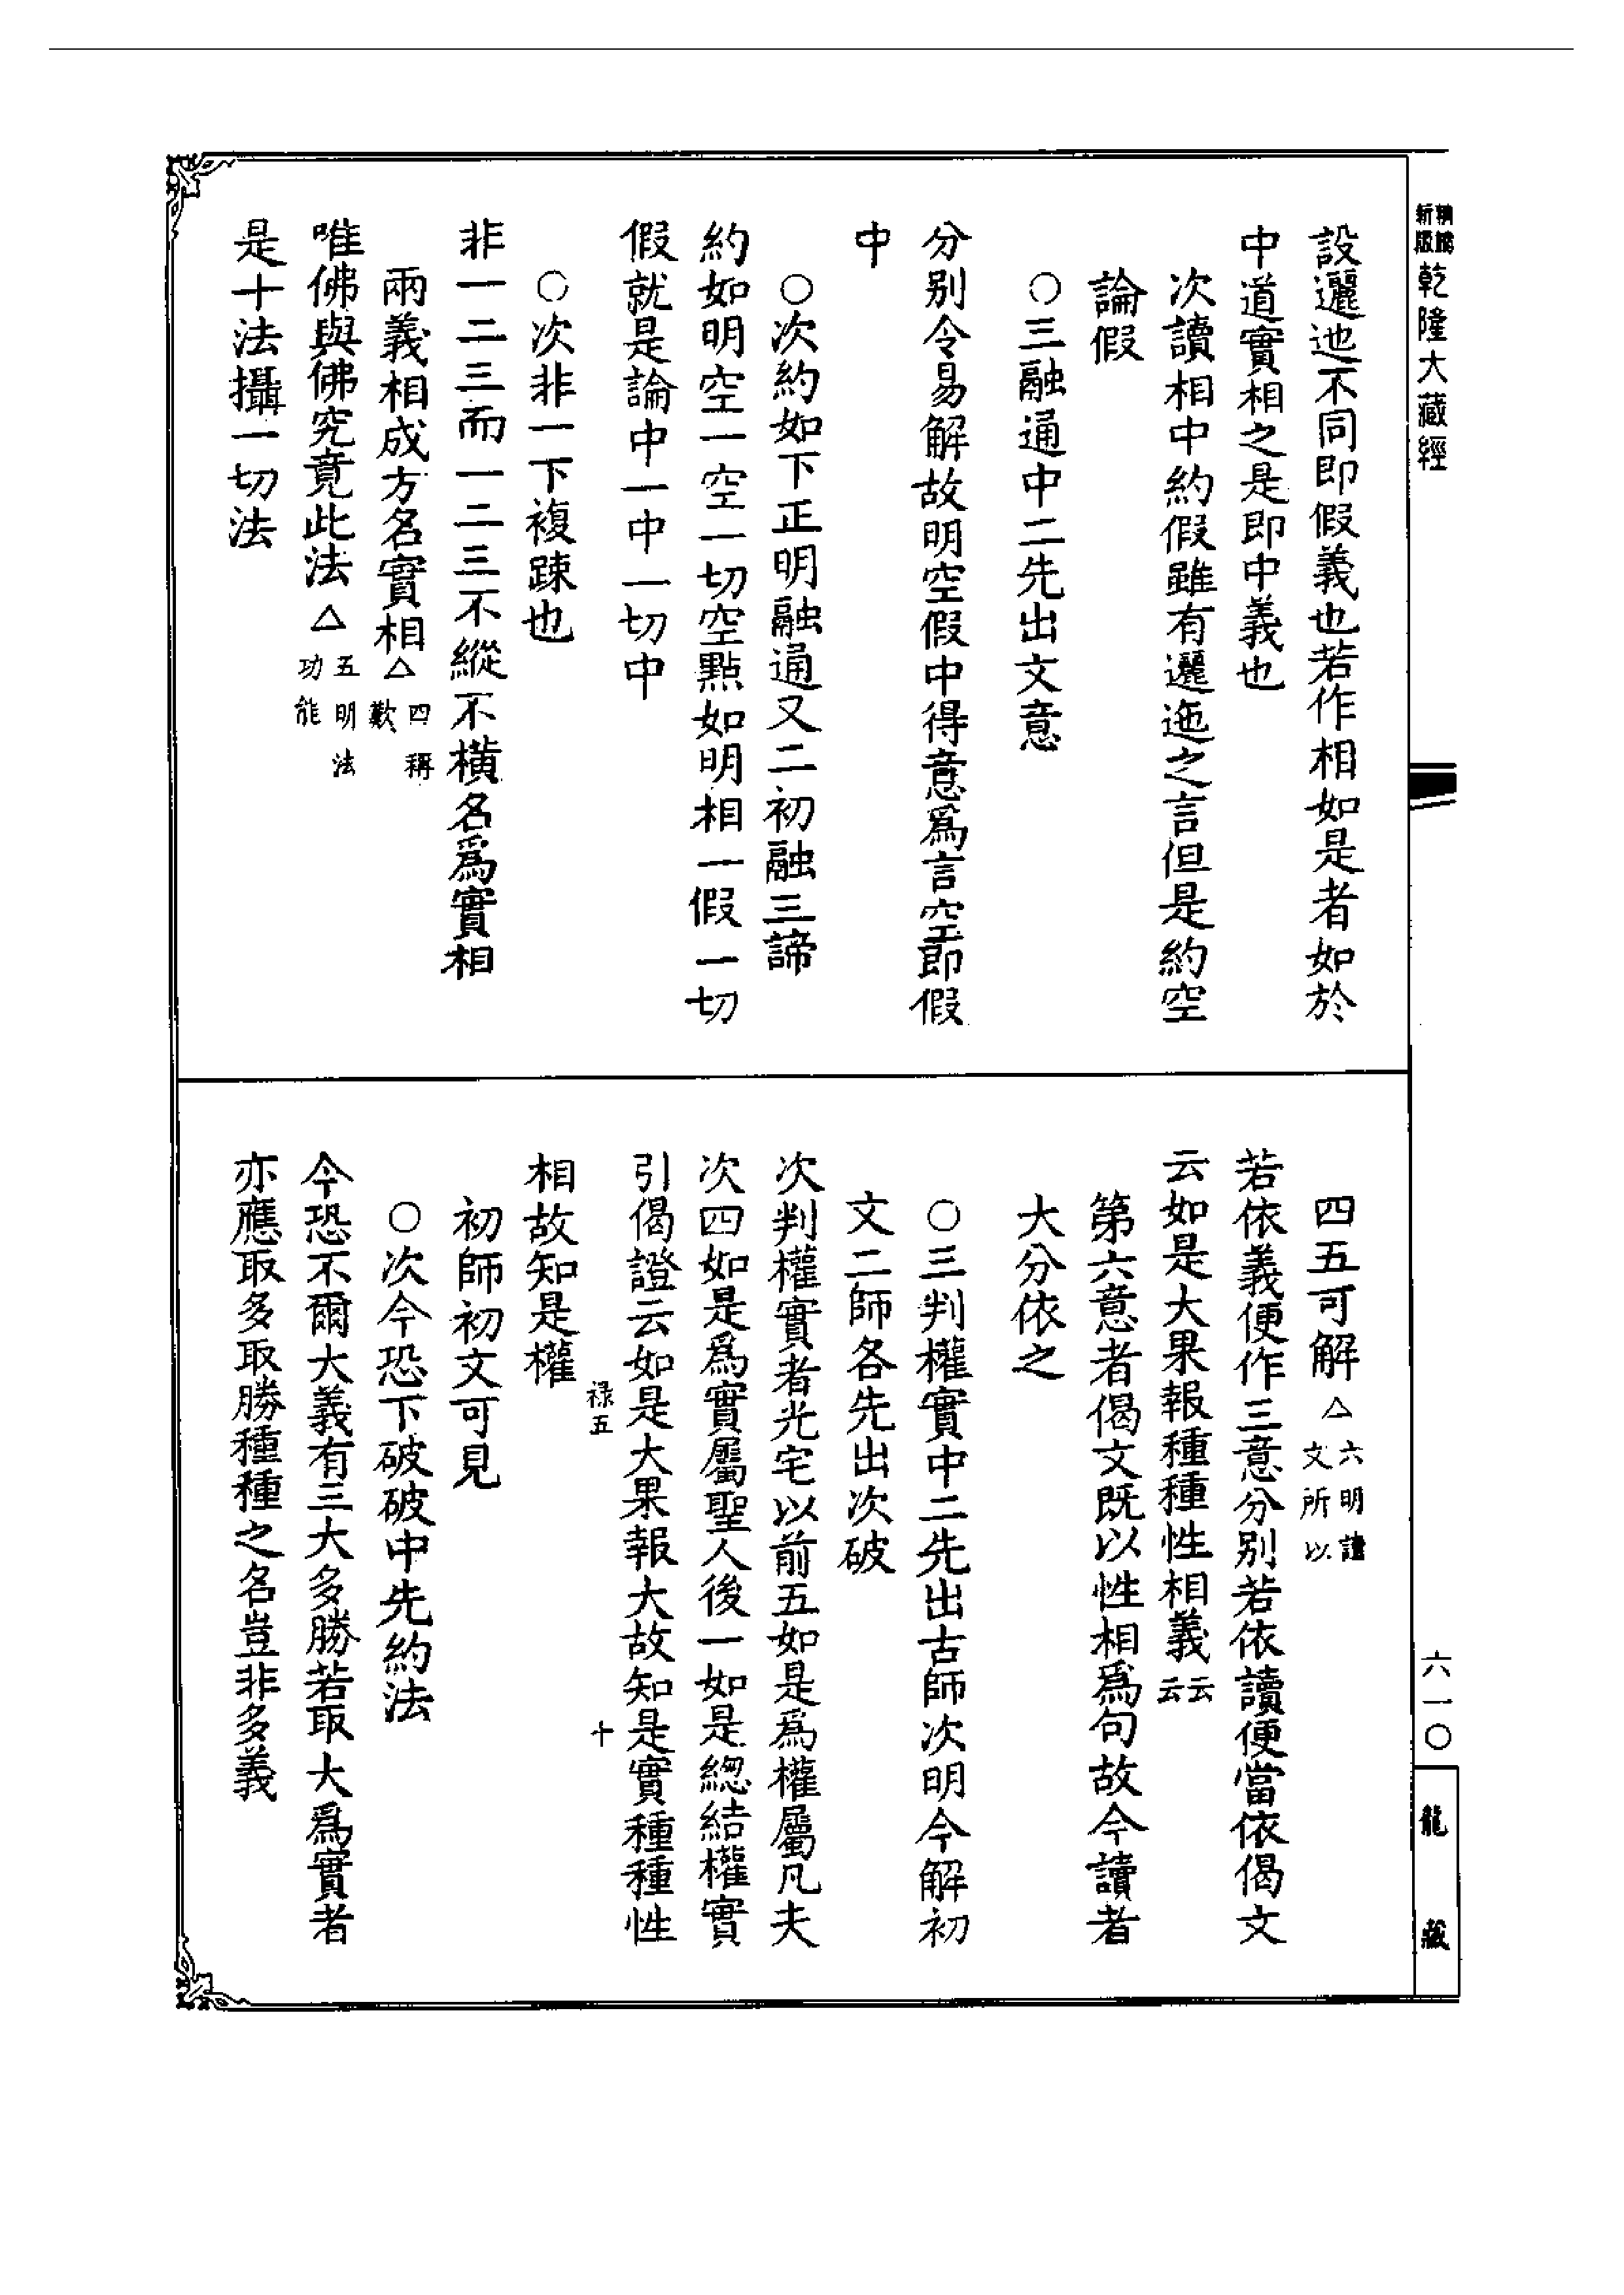 新版
乾隆大藏經
設邐迆不同即假義也若作相如是者如於
中道實相之是即中義也
次讀相中約假雖有邐迤之言但是約空
論假
○三融通中二先出文意
分别令易解故明空假中得意爲言空即假
中
○次約如下正明融通又二初融三諦
約如明空一空一切空點如明相一假一切
假就是論中一中一切中
○次非一下複踈也
非一二三而一二三不縱不橫名爲實相
兩義相成方名實相△四稱歎
唯佛與佛究竟此法△五明法功能
是十法攝一切法
四五可解△六明讀文所以
若依義便作三意分别若依讀便當依偈文
云如是大果報種種性相義云云
第六意者偈文既以性相爲句故今讀者
大分依之
○三判權實中二先出古師次明今解初
文二師各先出次破
次判權實者光宅以前五如是爲權屬凡夫
次四如是爲實屬聖人後一如是總結權實
引偈證云如是大果報大故知是實種種性
祿五 十
相故知是權
初師初文可見
○次今恐下破破中先約法
今恐不爾大義有三大多勝若取大爲實者
亦應取多取勝種種之名豈非多義
六一〇
龍藏